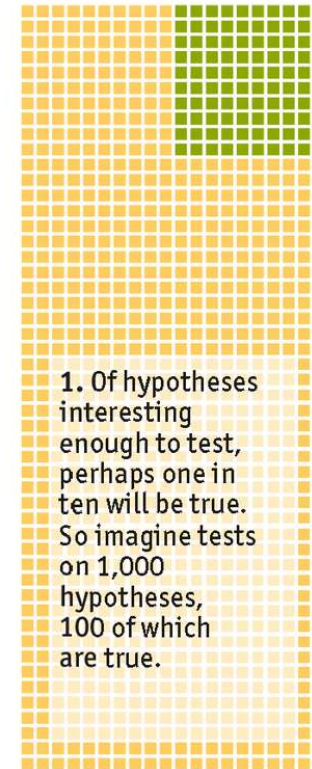 1. Of hypotheses
interesting
enough to test,
perhaps one in
ten will be true.
So imagine tests
on 1,000
hypotheses,
100 of which
are true.